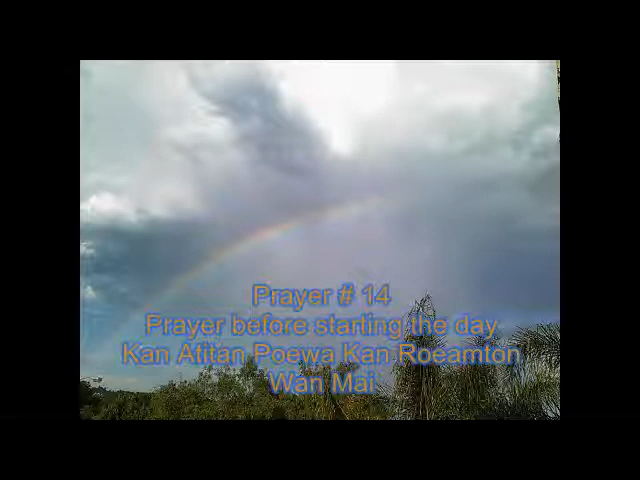 Prayer # 14
Prayer before starting the day
Kan Atitan Poewa Kan Roeamton
Wan Mai